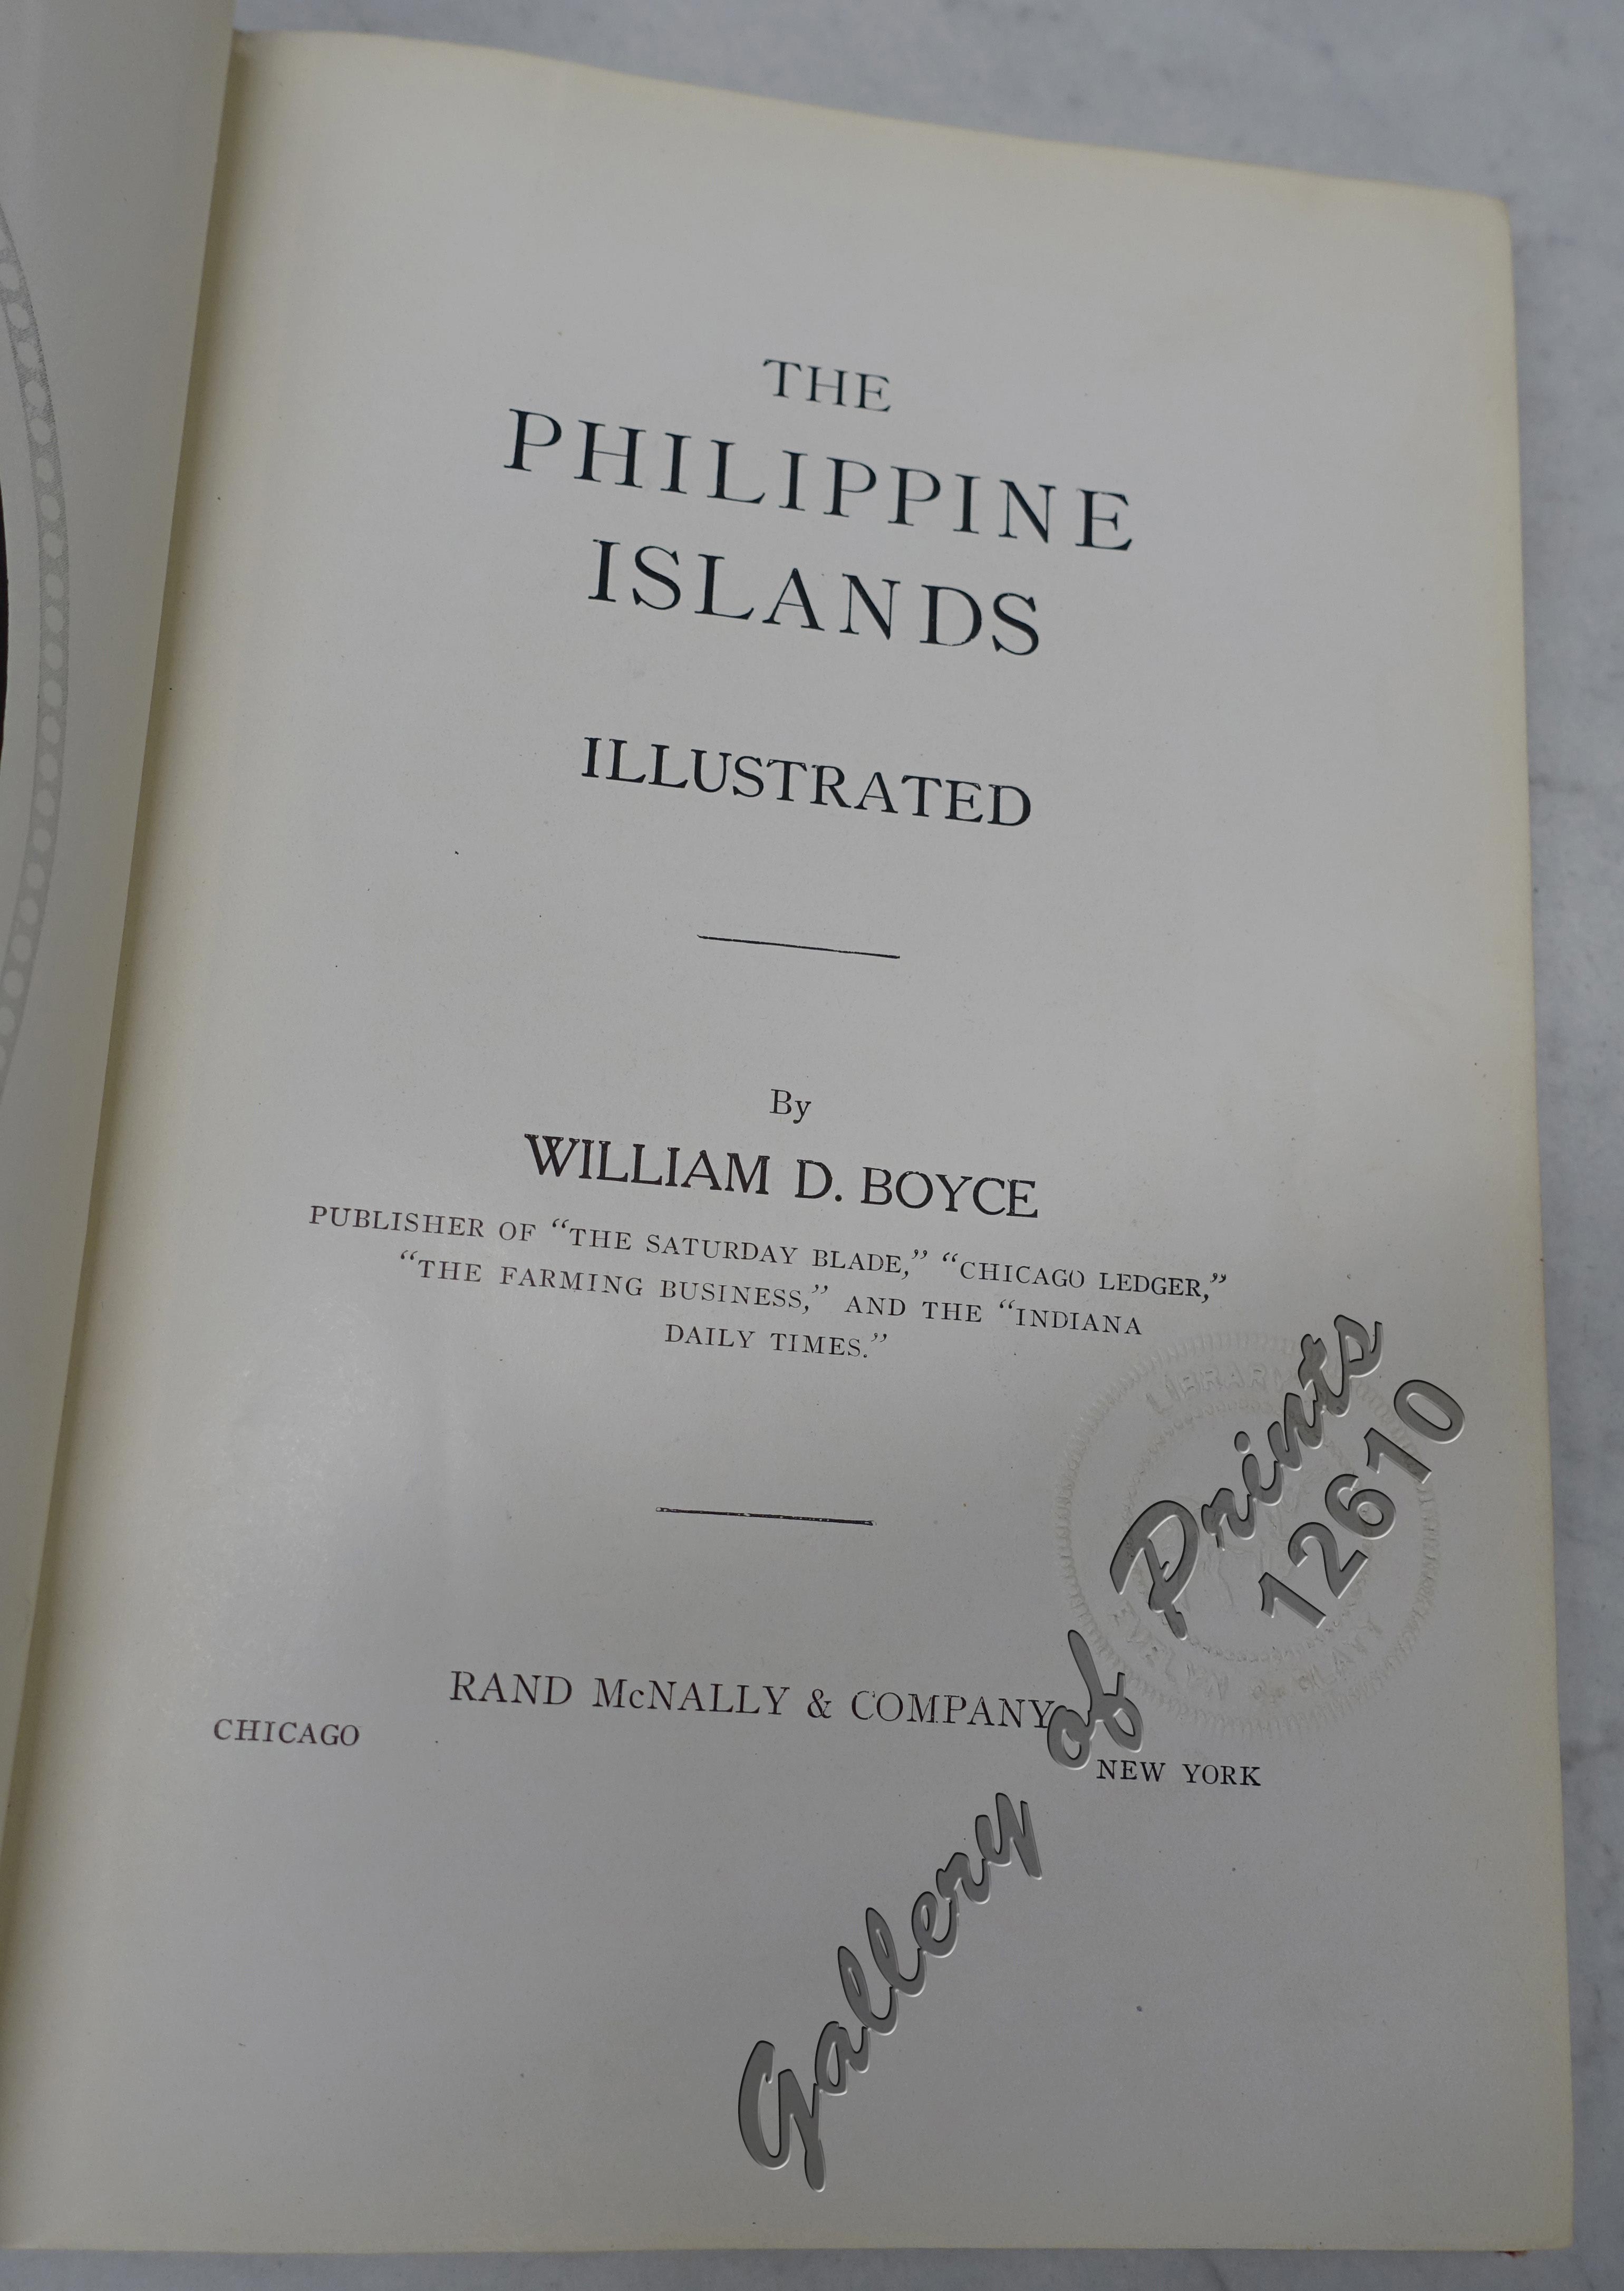 THE
PHILIPPINE
ISLANDS
ILLUSTRATED
By
WILLIAM D. BOYCE
PUBLISHER OF “THE SATURDAY BLADE,” “CHICAGO LEDGER,”
“THE FARMING BUSINESS,” AND THE “INDIANA
DAILY TIMES.”
RAND McNALLY & COMPANY
CHICAGO
NEW YORK
Gallery of Prints
12610